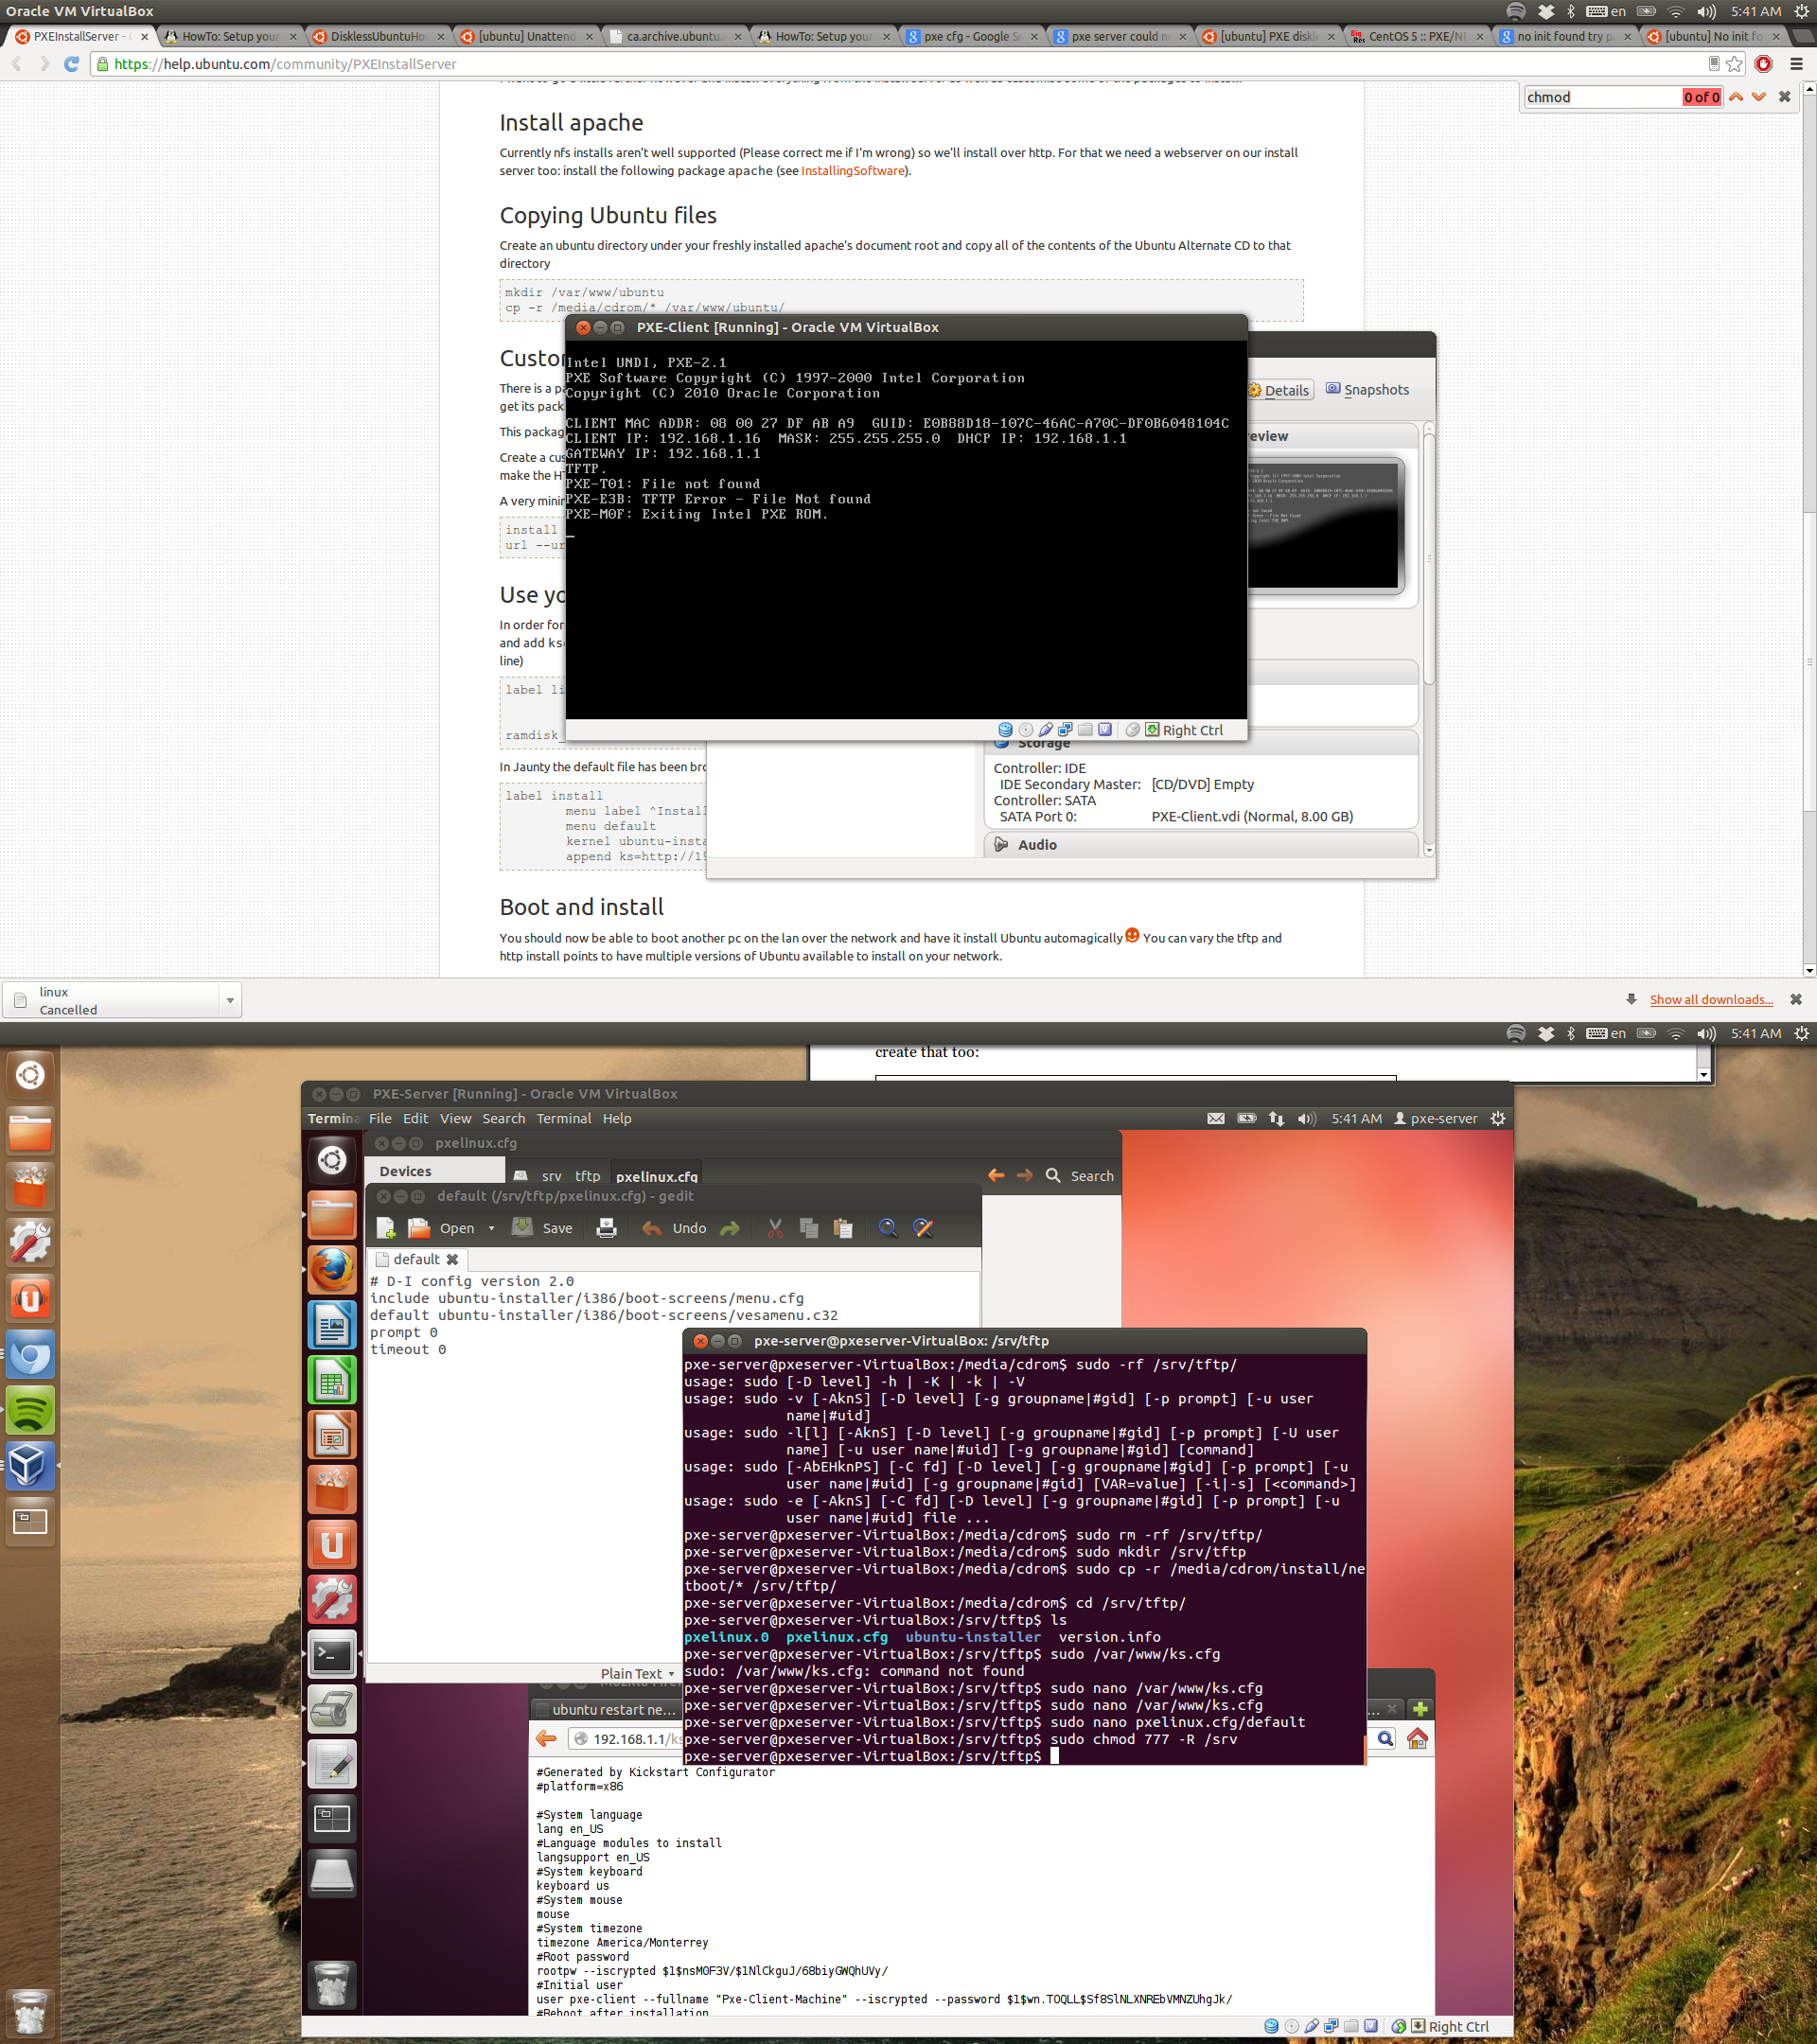 Oracle VM VirtualBox
en
5:41 AM
PXEInstallServer -
HowTo: Setup your
DisklessUbuntuHow
[ubuntu] Unattend
ca.archive.ubuntu.
HowTo: Setup your
pxe cfg - Google Se
pxe server could n
[ubuntu] PXE diskle
CentOS 5 :: PXE/N
no init found try p
[ubuntu] No init fo
https://help.ubuntu.com/community/PXEInstallServer
chmod
0 of 0
Install apache
Currently nfs installs aren't well supported (Please correct me if I'm wrong) so we'll install over http. For that we need a webserver on our install
server too: install the following package apache (see InstallingSoftware).
Copying Ubuntu files
Create an ubuntu directory under your freshly installed apache's document root and copy all of the contents of the Ubuntu Alternate CD to that
directory
mkdir /var/www/ubuntu
cp -r /media/cdrom/* /var/www/ubuntu/
PXE-Client [Running] - Oracle VM VirtualBox
Intel UNDI, PXE-2.1
PXE Software Copyright (C) 1997-2000 Intel Corporation
Copyright (C) 2010 Oracle Corporation
CLIENT MAC ADDR: 08 00 27 DF AB A9  GUID: E0B88D18-107C-46AC-A70C-DF0B6048104C
CLIENT IP: 192.168.1.16  MASK: 255.255.255.0  DHCP IP: 192.168.1.1
GATEWAY IP: 192.168.1.1
TFTP.
PXE-T01: File not found
PXE-E3B: TFTP Error - File Not found
PXE-M0F: Exiting Intel PXE ROM.
Right Ctrl
Details
Snapshots
eview
Custo
There is a pa
get its pack
This packag
Create a cus
make the H
A very mini
install
url --ur
Use yo
In order for
and add ks
line)
label li
ramdisk_
In Jaunty the default file has been bro
label install
menu label ^Install
menu default
kernel ubuntu-insta
append ks=http://19
Storage
Controller: IDE
IDE Secondary Master: [CD/DVD] Empty
Controller: SATA
SATA Port 0: PXE-Client.vdi (Normal, 8.00 GB)
Audio
Boot and install
You should now be able to boot another pc on the lan over the network and have it install Ubuntu automagically You can vary the tftp and
http install points to have multiple versions of Ubuntu available to install on your network.
linux
Cancelled
Show all downloads...
en
5:41 AM
create that too:
PXE-Server [Running] - Oracle VM VirtualBox
Termina File Edit View Search Terminal Help
5:41 AM
pxe-server
pxelinux.cfg
Devices
srv
tftp
pxelinux.cfg
Search
default (/srv/tftp/pxelinux.cfg) - gedit
Open
Save
Undo
default
# D-I config version 2.0
include ubuntu-installer/i386/boot-screens/menu.cfg
default ubuntu-installer/i386/boot-screens/vesamenu.c32
prompt 0
timeout 0
Plain Text
pxe-server@pxeserver-VirtualBox: /srv/tftp
pxe-server@pxeserver-VirtualBox:/media/cdrom$ sudo -rf /srv/tftp/
usage: sudo [-D level] -h | -K | -k | -V
usage: sudo -v [-AknS] [-D level] [-g groupname|#gid] [-p prompt] [-u user
name|#uid]
usage: sudo -l[l] [-AknS] [-D level] [-g groupname|#gid] [-p prompt] [-U user
name] [-u user name|#uid] [-g groupname|#gid] [command]
usage: sudo [-AbEHknPS] [-C fd] [-D level] [-g groupname|#gid] [-p prompt] [-u
user name|#uid] [-g groupname|#gid] [VAR=value] [-i|-s] [<command>]
usage: sudo -e [-AknS] [-C fd] [-D level] [-g groupname|#gid] [-p prompt] [-u
user name|#uid] file ...
pxe-server@pxeserver-VirtualBox:/media/cdrom$ sudo rm -rf /srv/tftp/
pxe-server@pxeserver-VirtualBox:/media/cdrom$ sudo mkdir /srv/tftp
pxe-server@pxeserver-VirtualBox:/media/cdrom$ sudo cp -r /media/cdrom/install/ne
tboot/* /srv/tftp/
pxe-server@pxeserver-VirtualBox:/media/cdrom$ cd /srv/tftp/
pxe-server@pxeserver-VirtualBox:/srv/tftp$ ls
pxelinux.0  pxelinux.cfg  ubuntu-installer  version.info
pxe-server@pxeserver-VirtualBox:/srv/tftp$ sudo /var/www/ks.cfg
sudo: /var/www/ks.cfg: command not found
pxe-server@pxeserver-VirtualBox:/srv/tftp$ sudo nano /var/www/ks.cfg
pxe-server@pxeserver-VirtualBox:/srv/tftp$ sudo nano /var/www/ks.cfg
pxe-server@pxeserver-VirtualBox:/srv/tftp$ sudo nano pxelinux.cfg/default
pxe-server@pxeserver-VirtualBox:/srv/tftp$ sudo chmod 777 -R /srv
pxe-server@pxeserver-VirtualBox:/srv/tftp$
ubuntu restart ne...
192.168.1.1/ks
#Generated by Kickstart Configurator
#platform=x86
#System language
lang en_US
#Language modules to install
langsupport en_US
#System keyboard
keyboard us
#System mouse
mouse
#System timezone
timezone America/Monterrey
#Root password
rootpw --iscrypted $1$nsMOF3V/$1NlCkguJ/68biyGWQhUVy/
#Initial user
user pxe-client --fullname "Pxe-Client-Machine" --iscrypted --password $1$wn.TOQLL$Sf8SlNLXNREbVMNZUhgJk/
#Reboot after installation
Right Ctrl